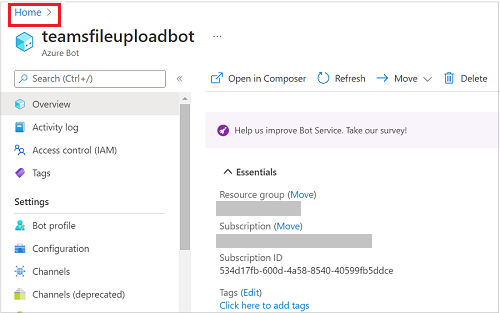 Home >
teamsfileuploadbot ...
Azure Bot
Search (Ctrl+/) «
Overview
Activity log
Access control (IAM)
Tags
Settings
Bot profile
Configuration
Channels
Channels (deprecated)
Open in Composer Refresh Move Delete
Help us improve Bot Service. Take our survey!
Essentials
Resource group (Move)
Subscription (Move)
Subscription ID
534d17fb-600d-4a58-8540-40599fb5ddce
Tags (Edit)
Click here to add tags